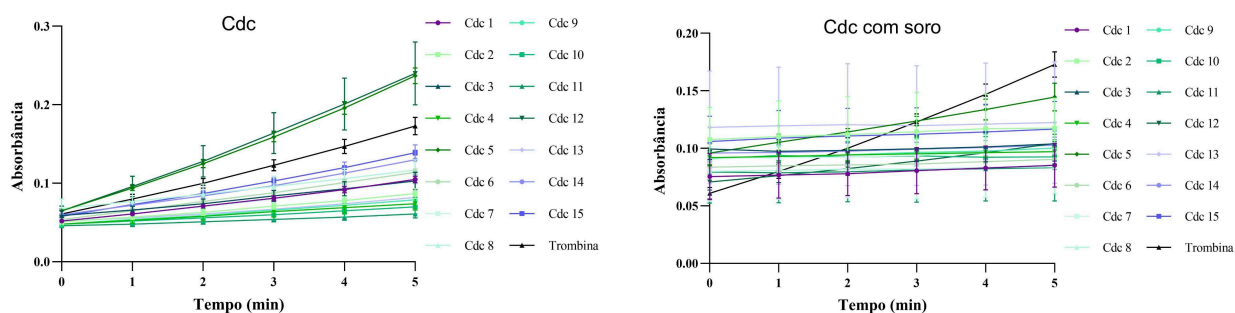 Cdc
0.3
0.2
0.1
0.0
Absorbância
0 1 2 3 4 5
Tempo (min)
Cdc 1 Cdc 9
Cdc 2 Cdc 10
Cdc 3 Cdc 11
Cdc 4 Cdc 12
Cdc 5 Cdc 13
Cdc 6 Cdc 14
Cdc 7 Cdc 15
Cdc 8 Trombina
Cdc com soro
0.20
0.15
0.10
0.05
0.00
Absorbância
0 1 2 3 4 5
Tempo (min)
Cdc 1 Cdc 9
Cdc 2 Cdc 10
Cdc 3 Cdc 11
Cdc 4 Cdc 12
Cdc 5 Cdc 13
Cdc 6 Cdc 14
Cdc 7 Cdc 15
Cdc 8 Trombina